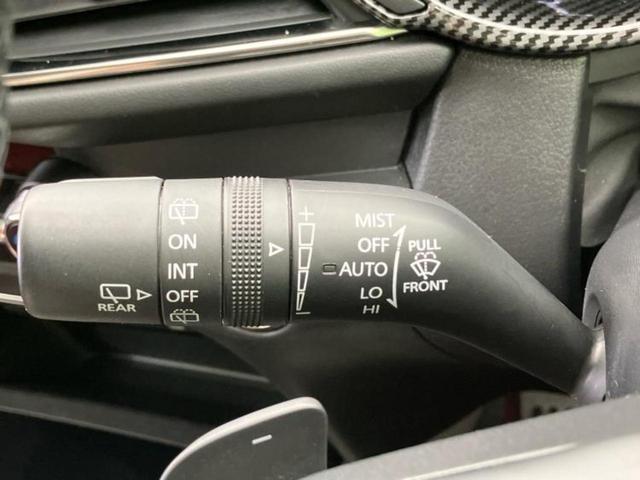 REAR
ON
INT
OFF
+
MIST
OFF
AUTO
LO
HI
PULL
FRONT
−